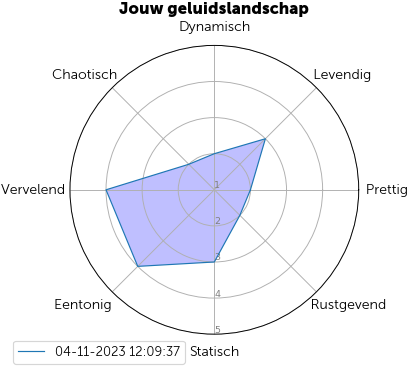 Jouw geluidslandschap
Dynamisch
Chaotisch
Levendig
Vervelend
Prettig
1
2
3
4
5
Eentonig
Rustgevend
Statisch
04-11-2023 12:09:37